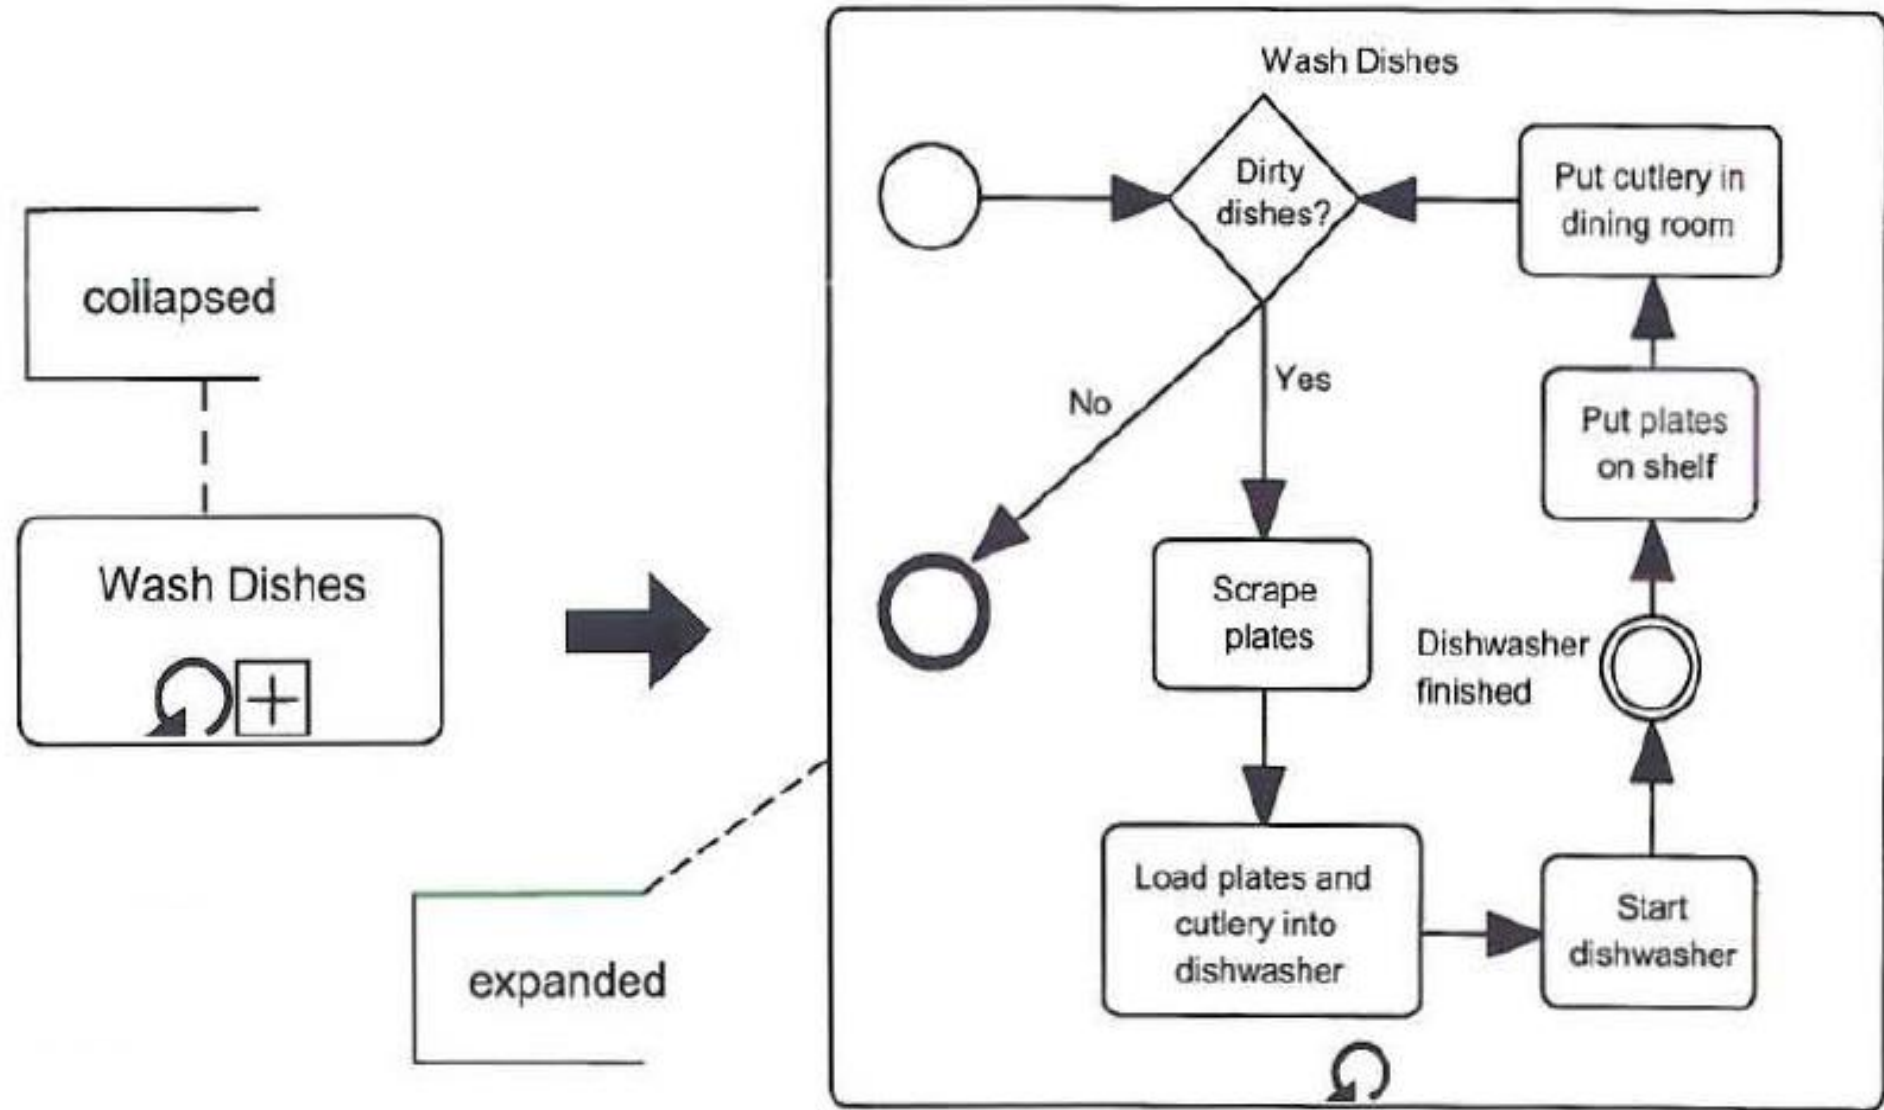 collapsed
Wash Dishes
expanded
Wash Dishes
Dirty
dishes?
No
Yes
Scrape
plates
Load plates and
cutlery into
dishwasher
Start
dishwasher
Dishwasher
finished
Put plates
on shelf
Put cutlery in
dining room